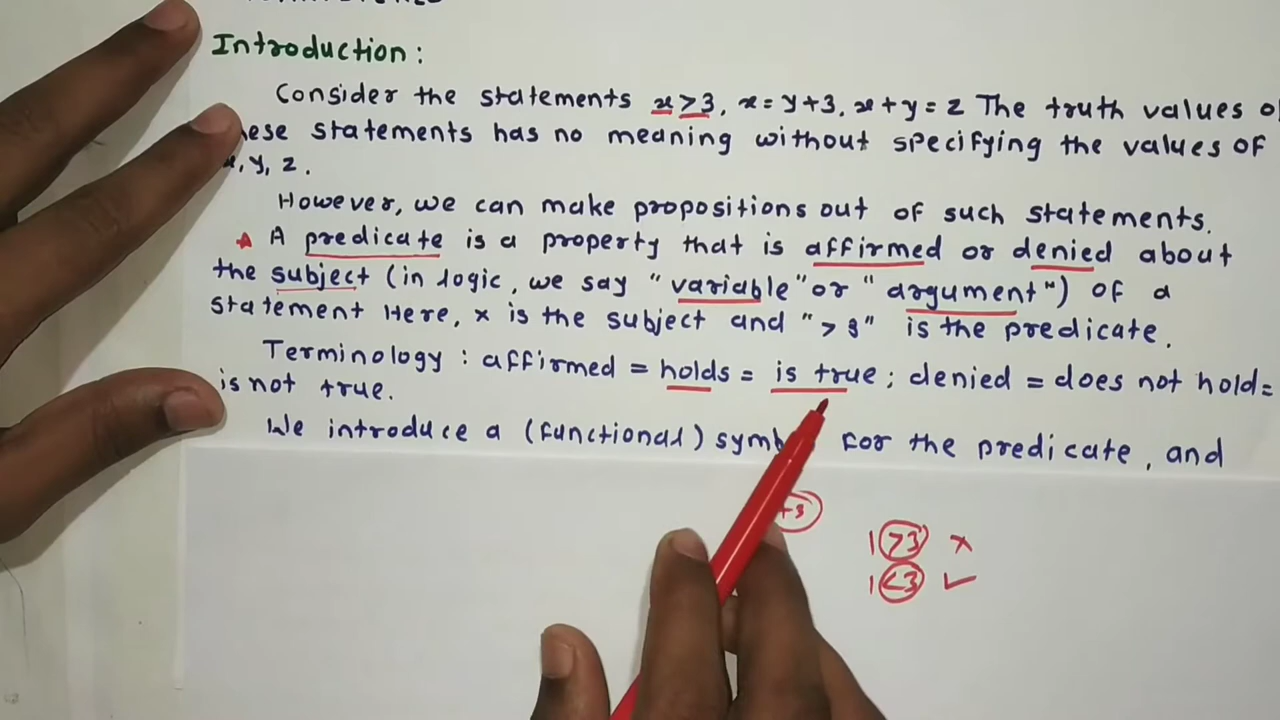 Introduction:
Consider the statements x>3, x=y+3, x+y=z The truth values of
hese statements has no meaning without specifying the values of
x, y, z.
However, we can make propositions out of such statements.
A predicate is a property that is affirmed or denied about
the subject (in logic, we say "variable" or "argument") of a
statement Here, x is the subject and ">3" is the predicate.
Terminology: affirmed = holds = is true; denied = does not hold=
is not true.
We introduce a (functional) symb for the predicate, and
+3
1>3 ×
1<3 ✓